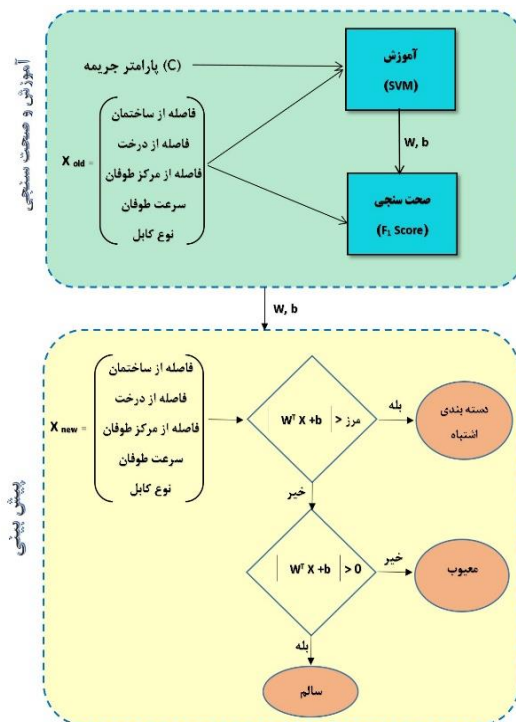 آموزش و صحت سنجی
پارامتر جریمه (C)
آموزش
(SVM)
W, b
X old =
فاصله از ساختمان
فاصله از درخت
فاصله از مرکز طوفان
سرعت طوفان
نوع کابل
صحت سنجی
(F₁ Score)
W, b
پیش بینی
X new =
فاصله از ساختمان
فاصله از درخت
فاصله از مرکز طوفان
سرعت طوفان
نوع کابل
| Wᵀ X +b | > مرز
بله
دسته بندی
اشتباه
خیر
| Wᵀ X +b | > 0
خیر
معیوب
بله
سالم